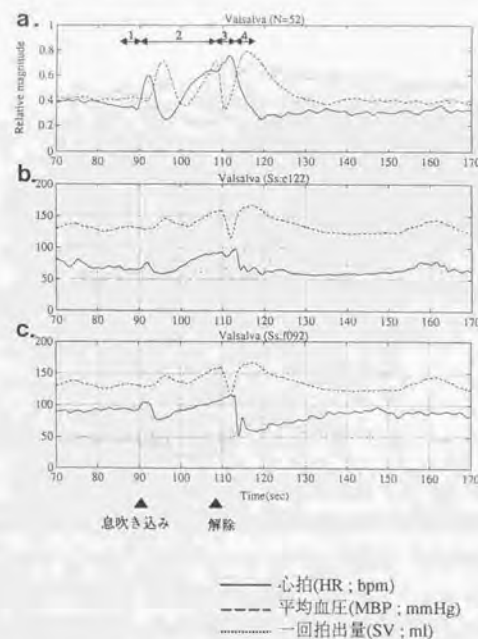 a.
Valsalva (N=52)
1 2 3 4
Relative magnitude
1
0.8
0.6
0.4
0.2
0
70 80 90 100 110 120 130 140 150 160 170
b.
Valsalva (Ss:c122)
200
150
100
50
0
70 80 90 100 110 120 130 140 150 160 170
c.
Valsalva (Ss:f092)
200
150
100
50
0
70 80 90 100 110 120 130 140 150 160 170
Time(sec)
息吹き込み 解除
心拍(HR ; bpm)
平均血圧(MBP ; mmHg)
一回拍出量(SV ; ml)